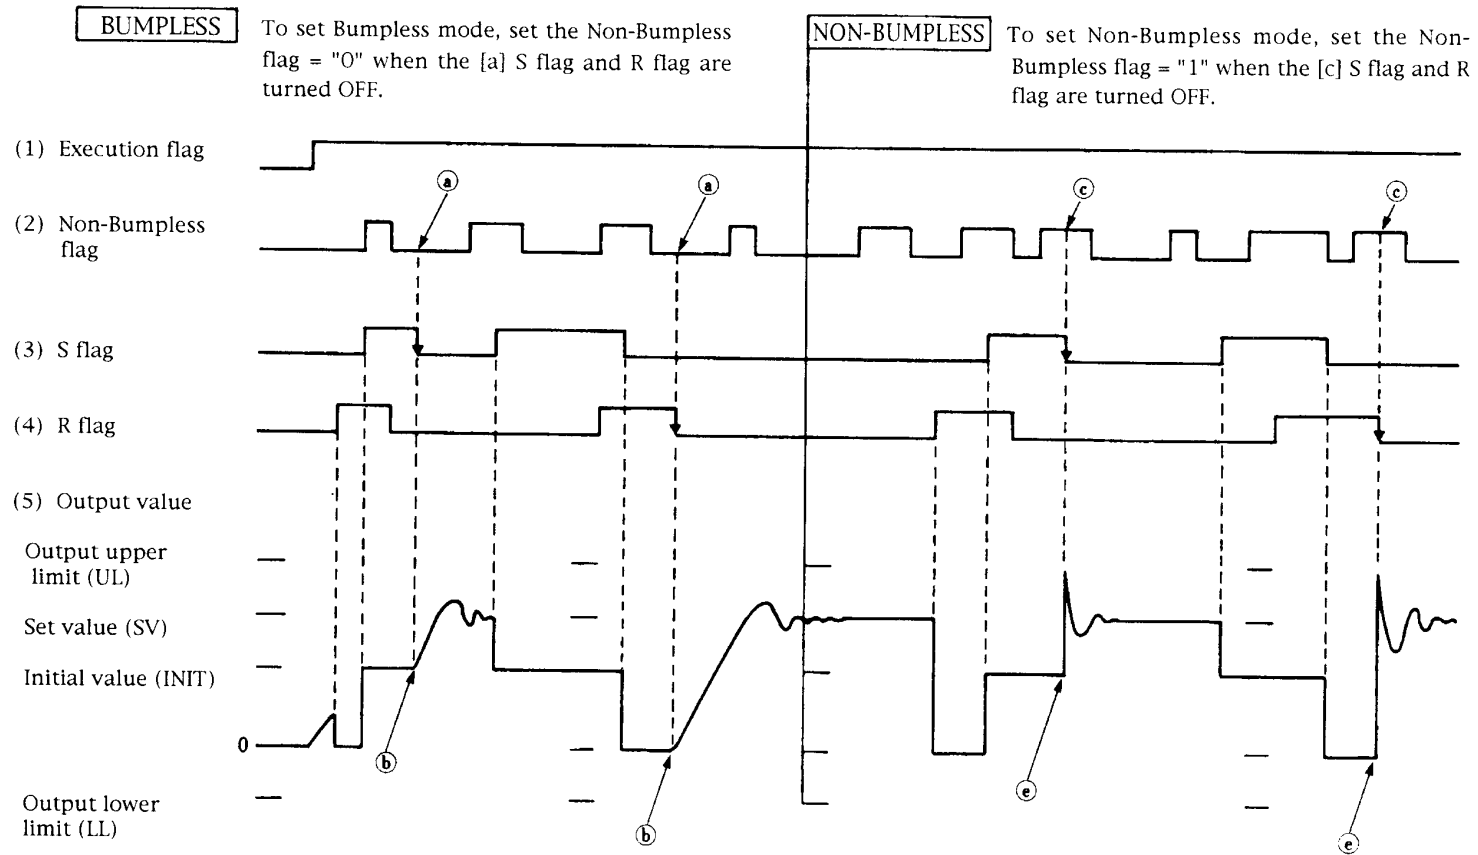 BUMPLESS
To set Bumpless mode, set the Non-Bumpless
flag = "0" when the [a] S flag and R flag are
turned OFF.
NON-BUMPLESS
To set Non-Bumpless mode, set the Non-
Bumpless flag = "1" when the [c] S flag and R
flag are turned OFF.
(1) Execution flag
a
a
c
c
(2) Non-Bumpless
flag
(3) S flag
(4) R flag
(5) Output value
Output upper
limit (UL)
Set value (SV)
Initial value (INIT)
0
b
b
e
e
Output lower
limit (LL)